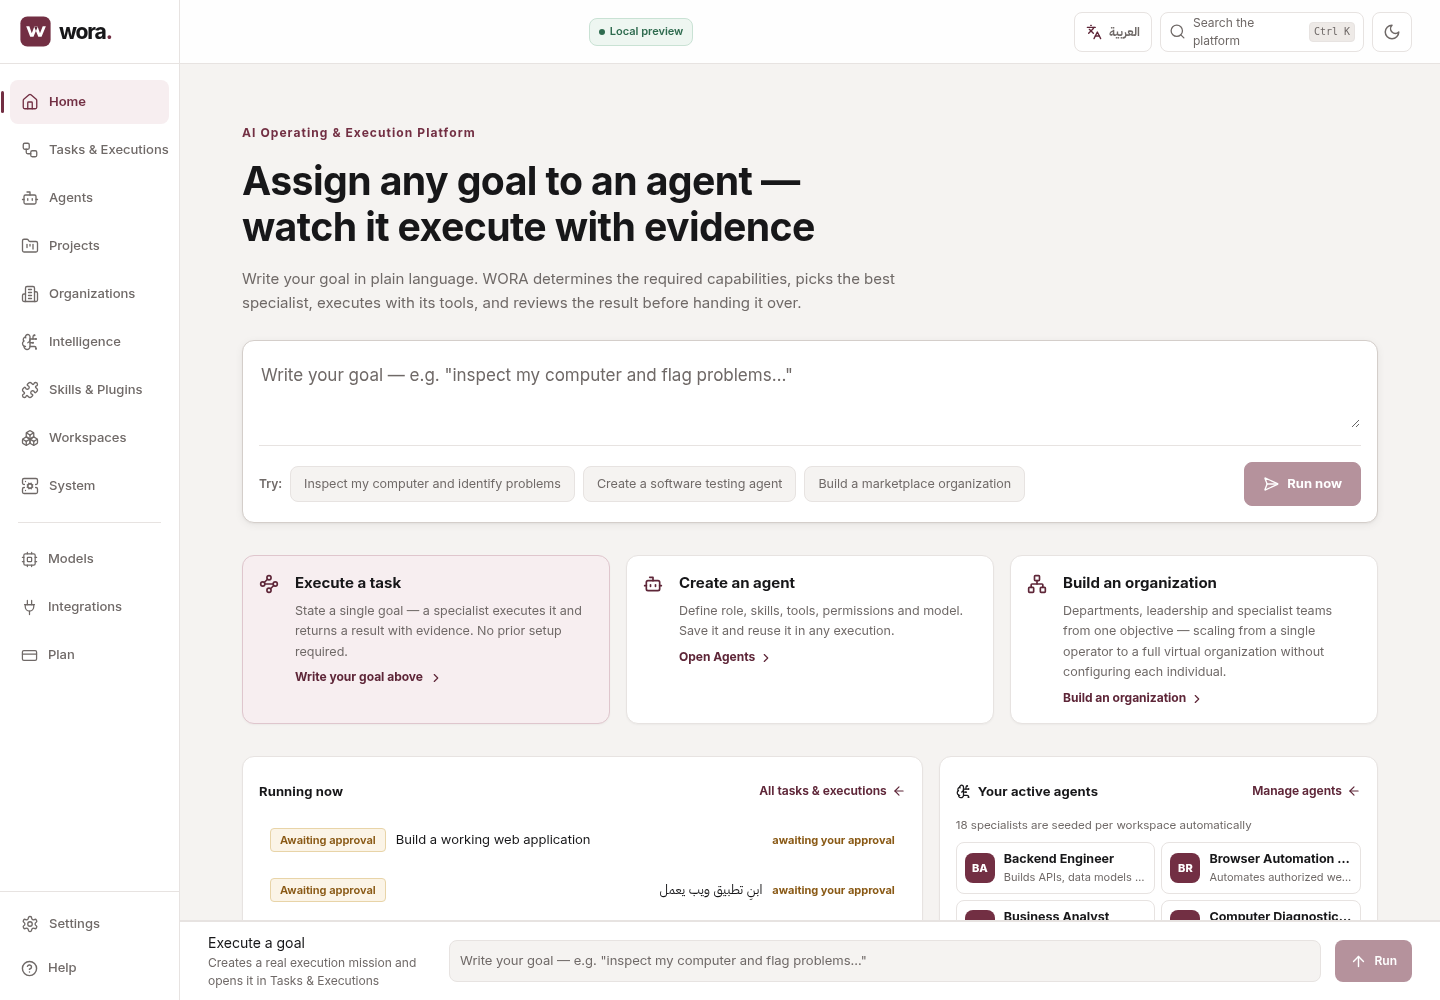 wora.
Local preview
العربية
Search the
platform
Ctrl K
Home
Tasks & Executions
Agents
Projects
Organizations
Intelligence
Skills & Plugins
Workspaces
System
Models
Integrations
Plan
Settings
Help
AI Operating & Execution Platform
Assign any goal to an agent —
watch it execute with evidence
Write your goal in plain language. WORA determines the required capabilities, picks the best
specialist, executes with its tools, and reviews the result before handing it over.
Write your goal — e.g. "inspect my computer and flag problems..."
Try:
Inspect my computer and identify problems
Create a software testing agent
Build a marketplace organization
Run now
Execute a task
State a single goal — a specialist executes it and
returns a result with evidence. No prior setup
required.
Write your goal above
Create an agent
Define role, skills, tools, permissions and model.
Save it and reuse it in any execution.
Open Agents
Build an organization
Departments, leadership and specialist teams
from one objective — scaling from a single
operator to a full virtual organization without
configuring each individual.
Build an organization
Running now
All tasks & executions
Awaiting approval
Build a working web application
awaiting your approval
Awaiting approval
ابنِ تطبيق ويب يعمل
awaiting your approval
Your active agents
Manage agents
18 specialists are seeded per workspace automatically
BA
Backend Engineer
Builds APIs, data models ...
BR
Browser Automation ...
Automates authorized we...
Business Analyst
Computer Diagnostic...
Execute a goal
Creates a real execution mission and
opens it in Tasks & Executions
Write your goal — e.g. "inspect my computer and flag problems..."
Run